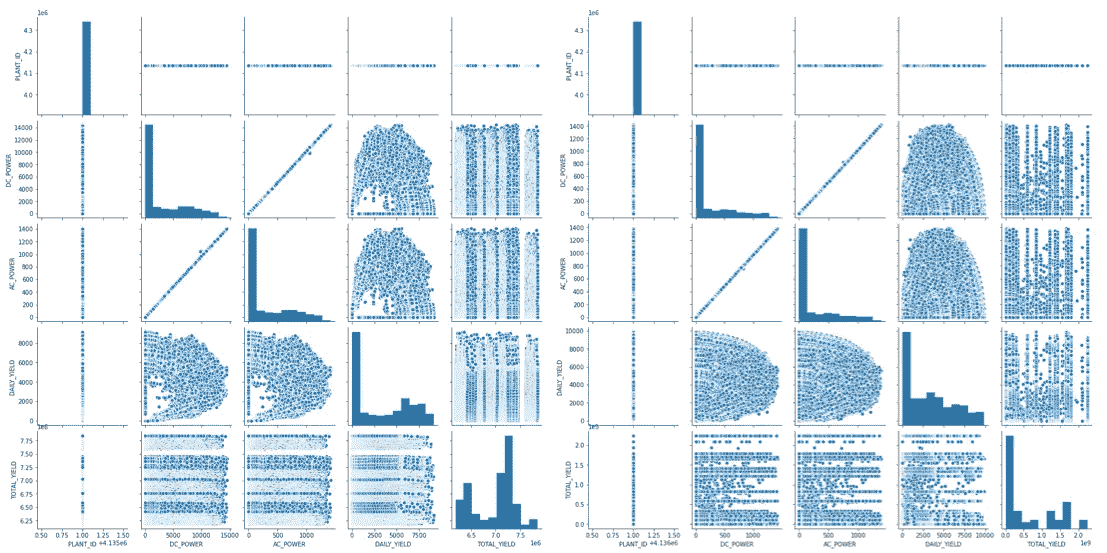 1e6 1e6
PLANT_ID 4.3 4.2 4.1 4.0 PLANT_ID 4.3 4.2 4.1 4.0
DC_POWER 14000 12000 10000 8000 6000 4000 2000 0 DC_POWER 1400 1200 1000 800 600 400 200 0
AC_POWER 1400 1200 1000 800 600 400 200 0 AC_POWER 1400 1200 1000 800 600 400 200 0
DAILY_YIELD 8000 6000 4000 2000 0 DAILY_YIELD 10000 8000 6000 4000 2000 0
1e6 1e9
TOTAL_YIELD 7.75 7.50 7.25 7.00 6.75 6.50 6.25 TOTAL_YIELD 2.0 1.5 1.0 0.5 0.0
0.50 0.75 1.00 1.25 1.50 0 5000 10000 0 500 1000 0 2500 5000 7500 6.5 7.0 7.5 0.50 0.75 1.00 1.25 1.50 0 500 1000 0 500 1000 0 2500 5000 7500 10000 0.0 0.5 1.0 1.5 2.0
PLANT_ID +4.135e6 DC_POWER AC_POWER DAILY_YIELD TOTAL_YIELD 1e6 PLANT_ID +4.136e6 DC_POWER AC_POWER DAILY_YIELD TOTAL_YIELD 1e9